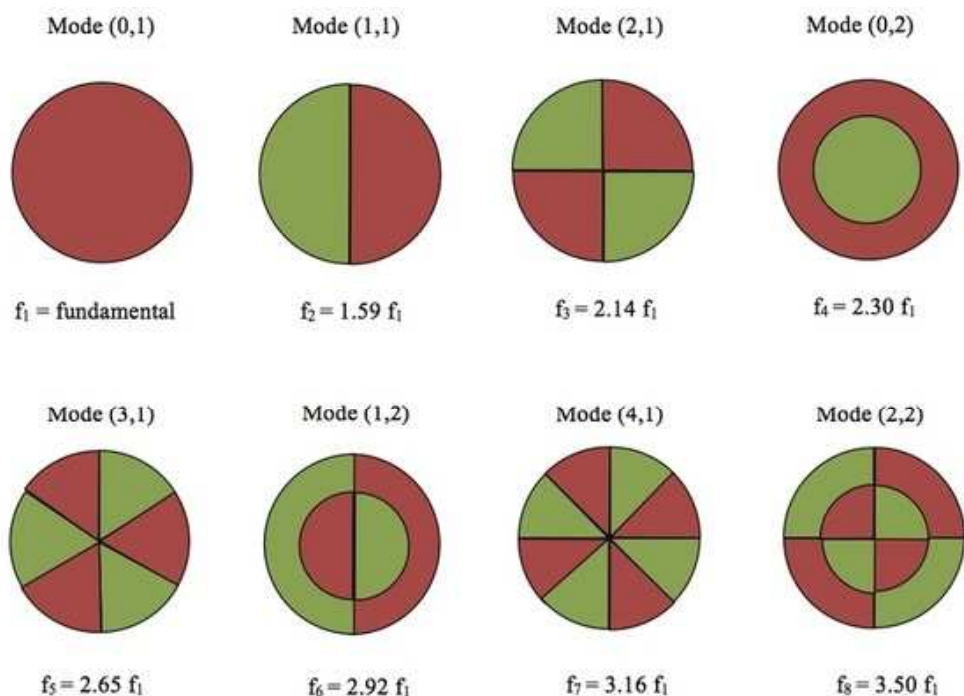 Mode (0,1) Mode (1,1) Mode (2,1) Mode (0,2)
f₁ = fundamental f₂ = 1.59 f₁ f₃ = 2.14 f₁ f₄ = 2.30 f₁
Mode (3,1) Mode (1,2) Mode (4,1) Mode (2,2)
f₅ = 2.65 f₁ f₆ = 2.92 f₁ f₇ = 3.16 f₁ f₈ = 3.50 f₁